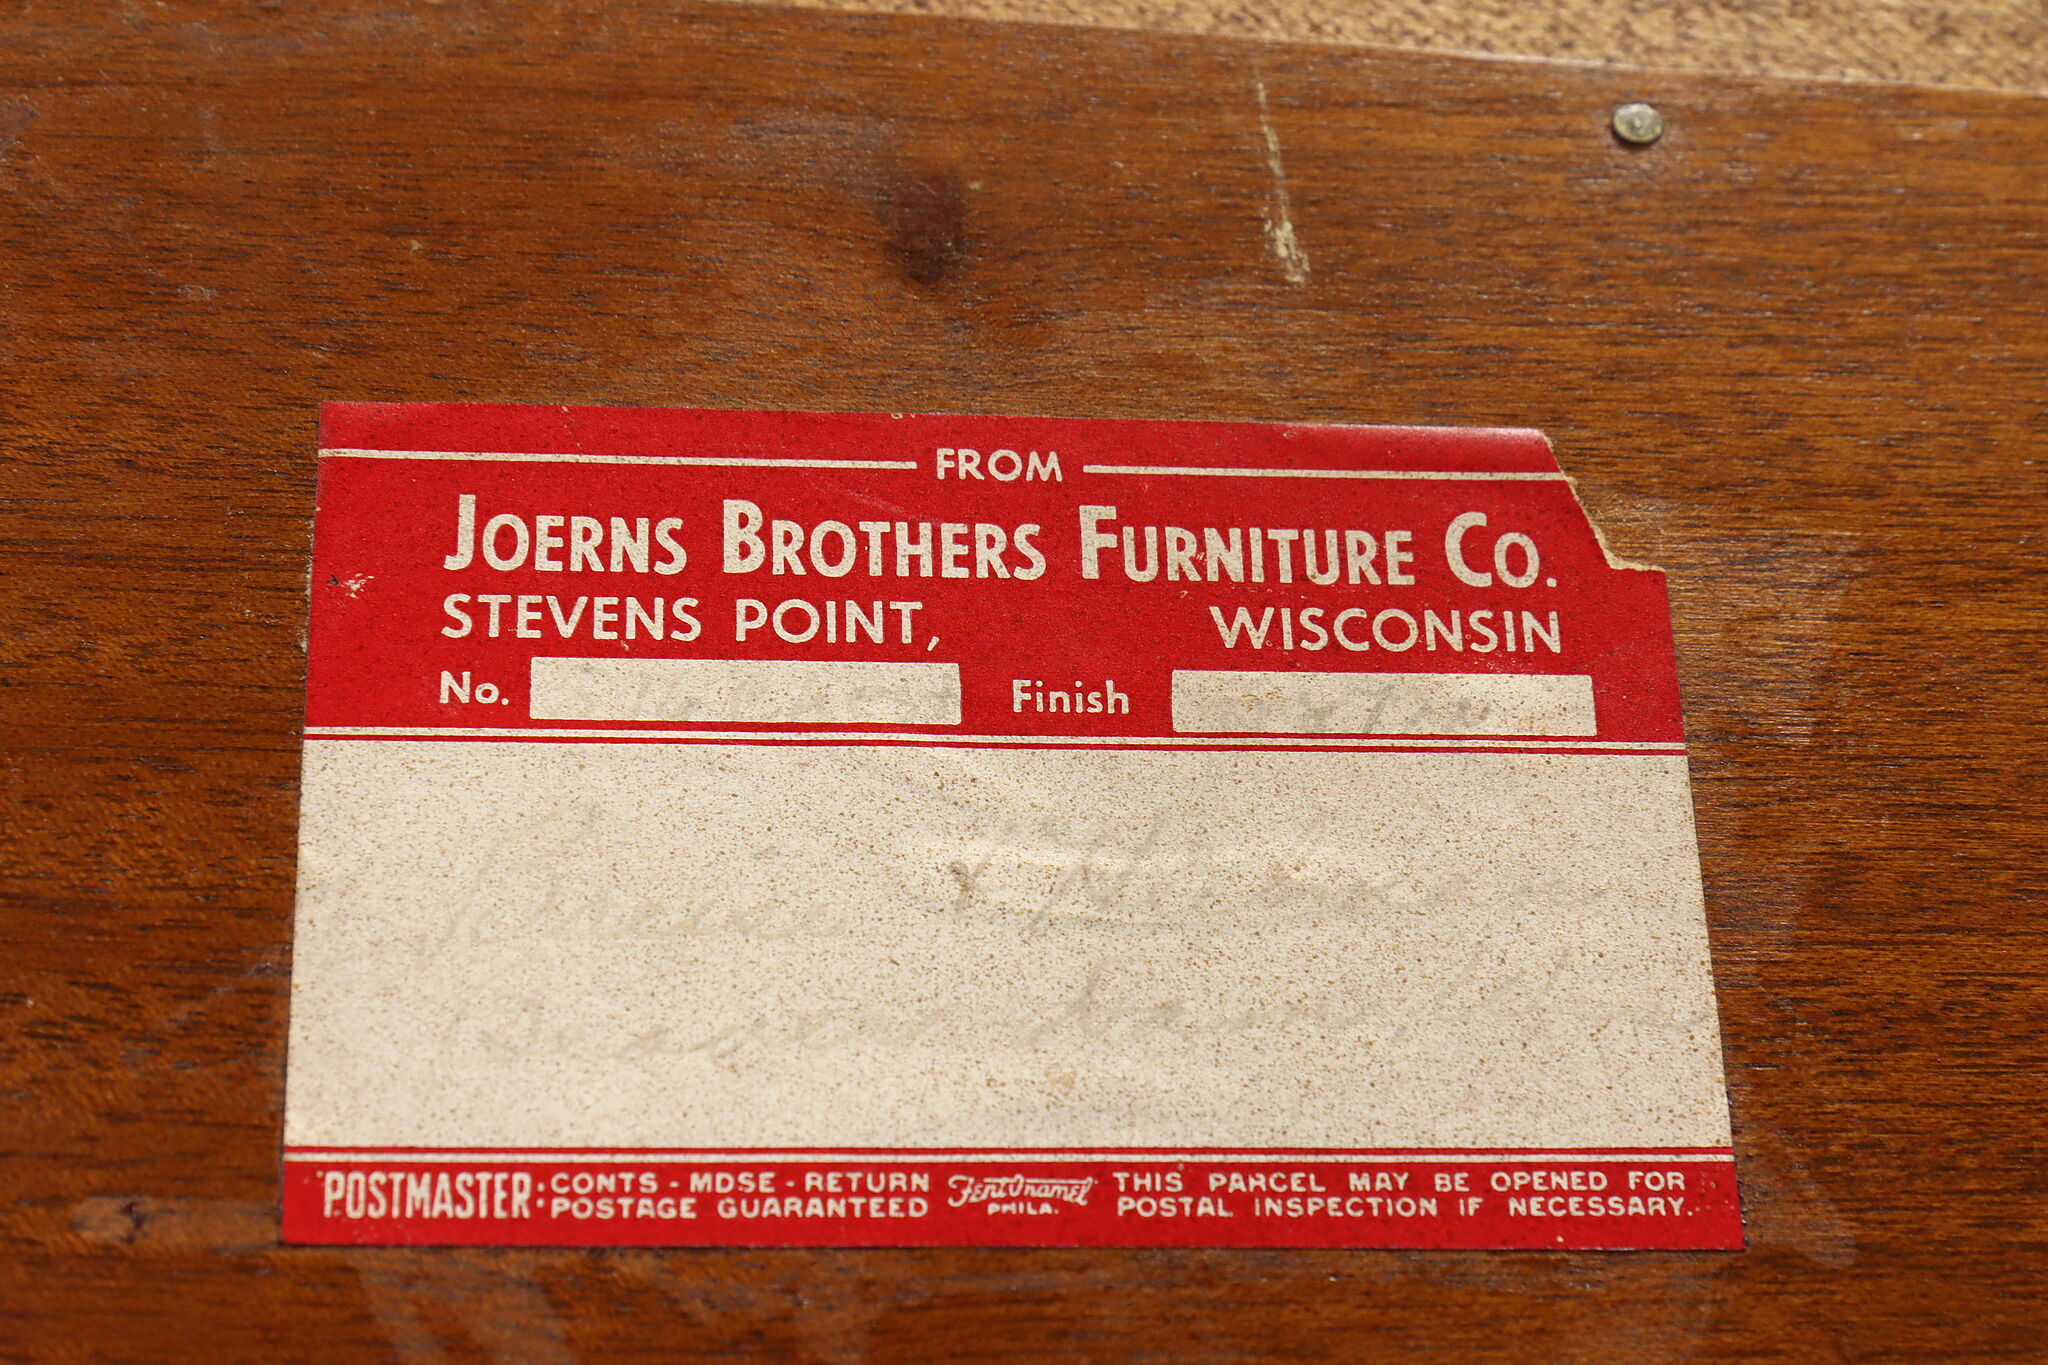 FROM
JOERNS BROTHERS FURNITURE CO.
STEVENS POINT, WISCONSIN
No. Finish
POSTMASTER: CONTS - MDSE - RETURN POSTAGE GUARANTEED
FentOnamel PHILA.
THIS PARCEL MAY BE OPENED FOR POSTAL INSPECTION IF NECESSARY.